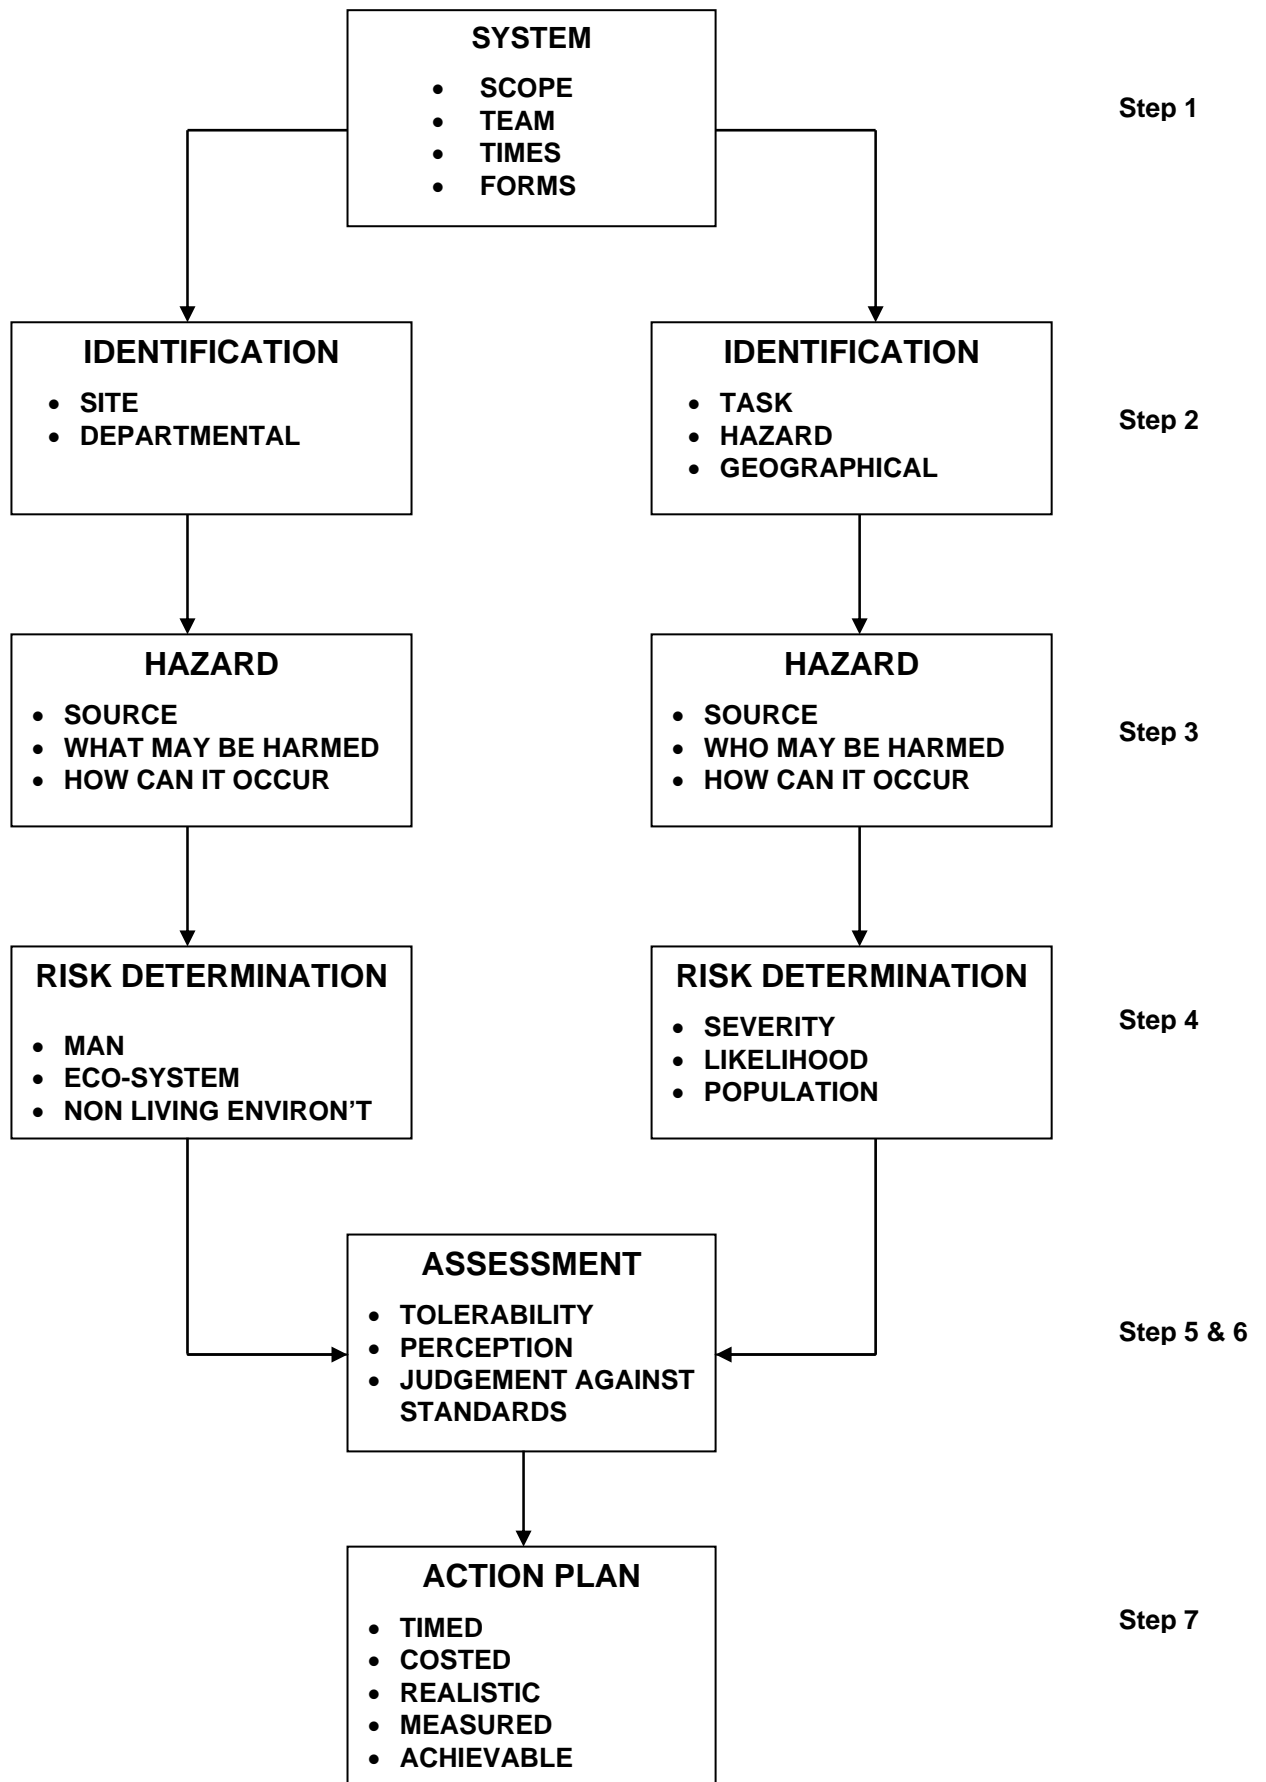 SYSTEM
• SCOPE
• TEAM
• TIMES
• FORMS
Step 1
IDENTIFICATION
• SITE
• DEPARTMENTAL
IDENTIFICATION
• TASK
• HAZARD
• GEOGRAPHICAL
Step 2
HAZARD
• SOURCE
• WHAT MAY BE HARMED
• HOW CAN IT OCCUR
HAZARD
• SOURCE
• WHO MAY BE HARMED
• HOW CAN IT OCCUR
Step 3
RISK DETERMINATION
• MAN
• ECO-SYSTEM
• NON LIVING ENVIRON’T
RISK DETERMINATION
• SEVERITY
• LIKELIHOOD
• POPULATION
Step 4
ASSESSMENT
• TOLERABILITY
• PERCEPTION
• JUDGEMENT AGAINST
STANDARDS
Step 5 & 6
ACTION PLAN
• TIMED
• COSTED
• REALISTIC
• MEASURED
• ACHIEVABLE
Step 7